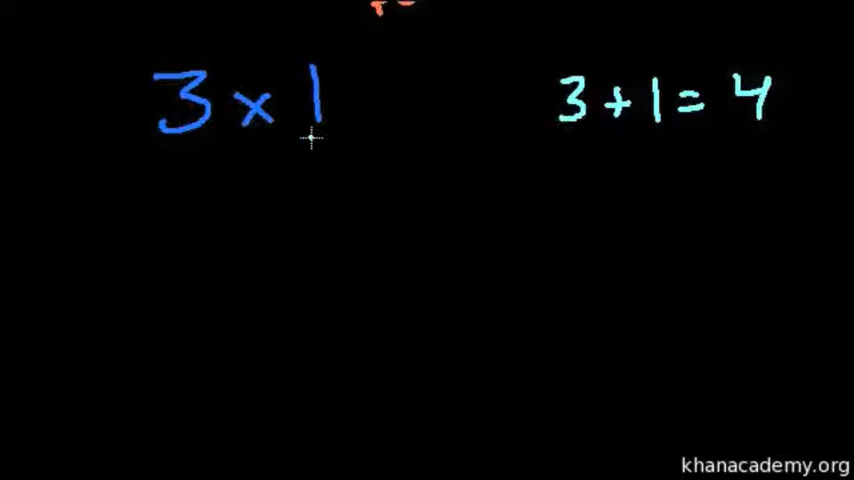 3 x 1
3 + 1 = 4
khanacademy.org